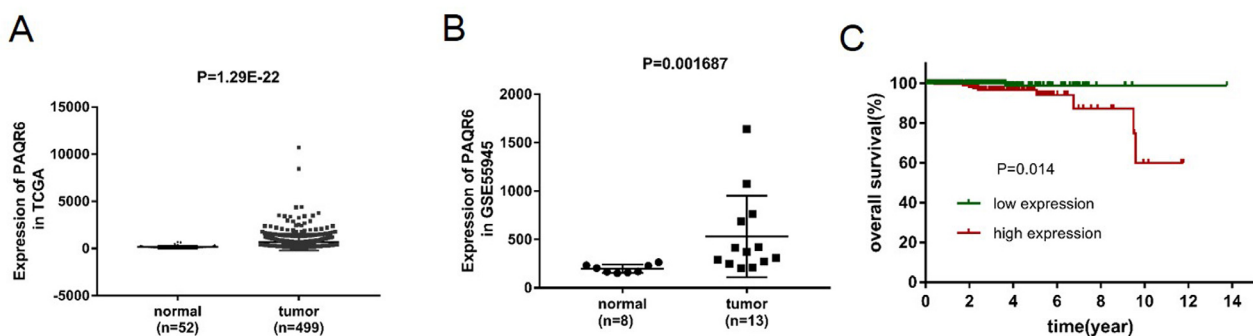 A
P=1.29E-22
Expression of PAQR6
in TCGA
15000
10000
5000
0
-5000
normal
(n=52)
tumor
(n=499)
B
P=0.001687
Expression of PAQR6
in GSE55945
2000
1500
1000
500
0
normal
(n=8)
tumor
(n=13)
C
overall survival(%)
100
80
60
40
20
0
P=0.014
low expression
high expression
0 2 4 6 8 10 12 14
time(year)